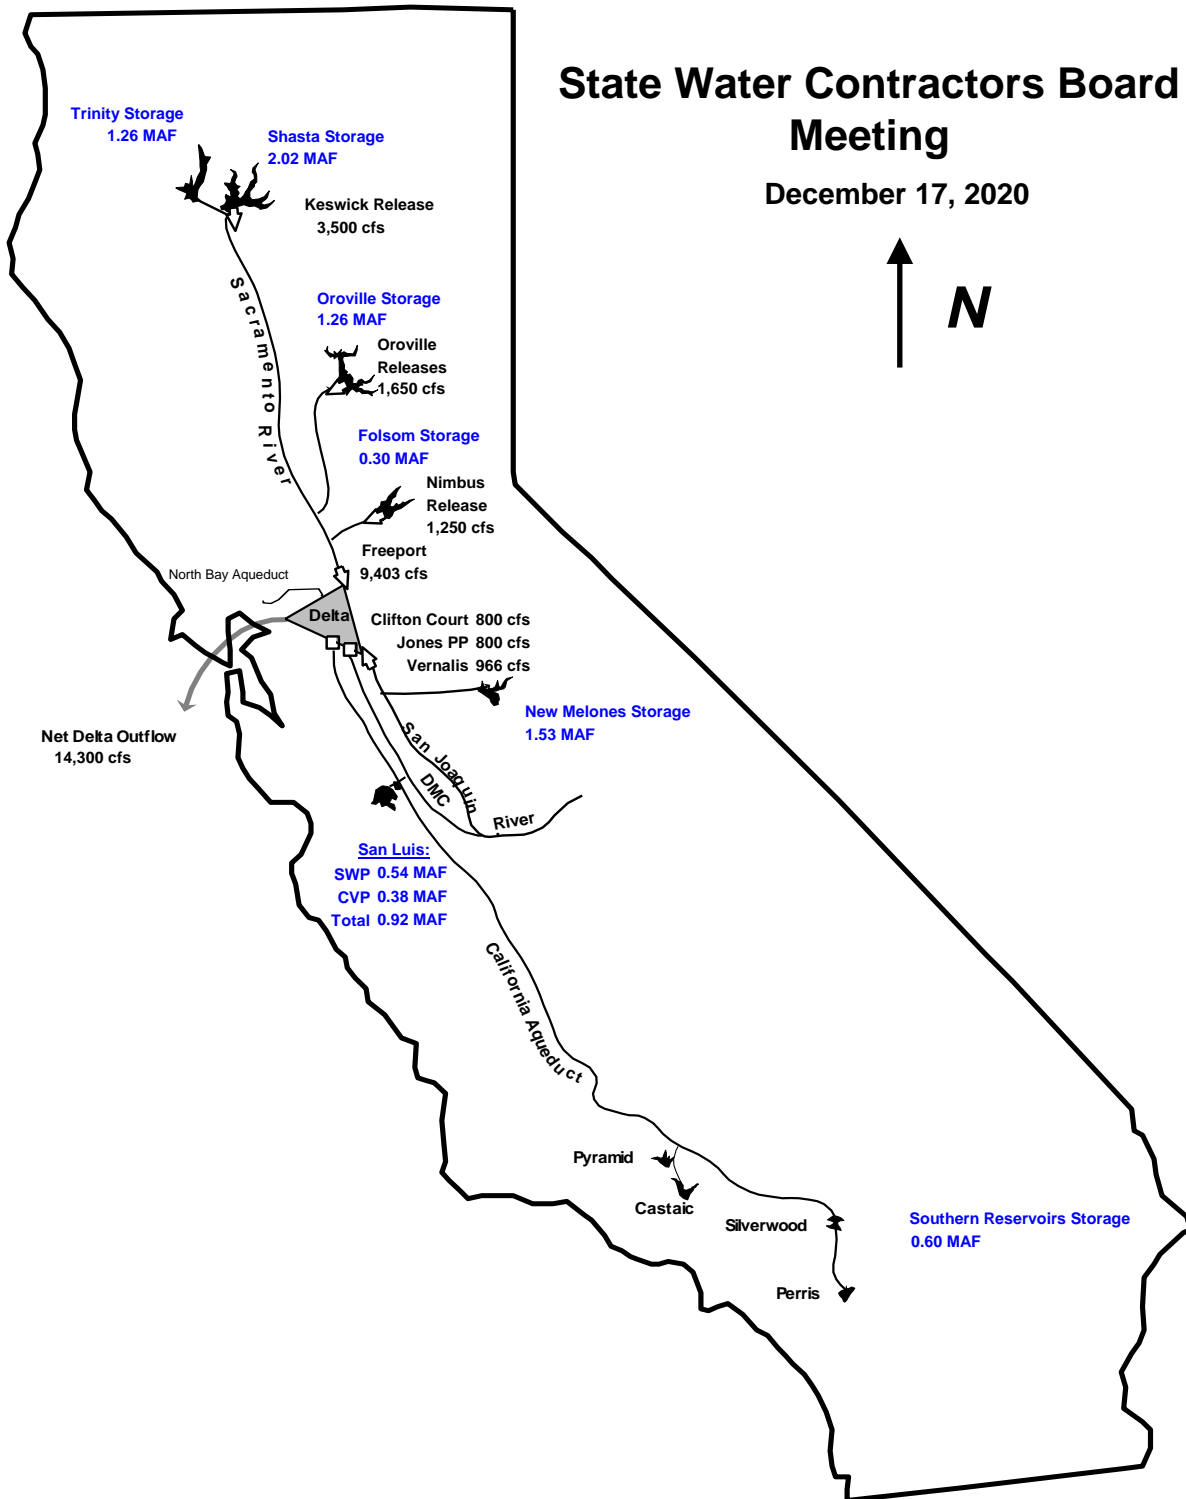 State Water Contractors Board
Meeting
December 17, 2020
N
Trinity Storage
1.26 MAF
Shasta Storage
2.02 MAF
Keswick Release
3,500 cfs
Sacramento River
Oroville Storage
1.26 MAF
Oroville
Releases
1,650 cfs
Folsom Storage
0.30 MAF
Nimbus
Release
1,250 cfs
Freeport
9,403 cfs
North Bay Aqueduct
Delta
Clifton Court 800 cfs
Jones PP 800 cfs
Vernalis 966 cfs
New Melones Storage
1.53 MAF
Net Delta Outflow
14,300 cfs
San Joaquin River
DMC
San Luis:
SWP 0.54 MAF
CVP 0.38 MAF
Total 0.92 MAF
California Aqueduct
Pyramid
Castaic
Silverwood
Perris
Southern Reservoirs Storage
0.60 MAF